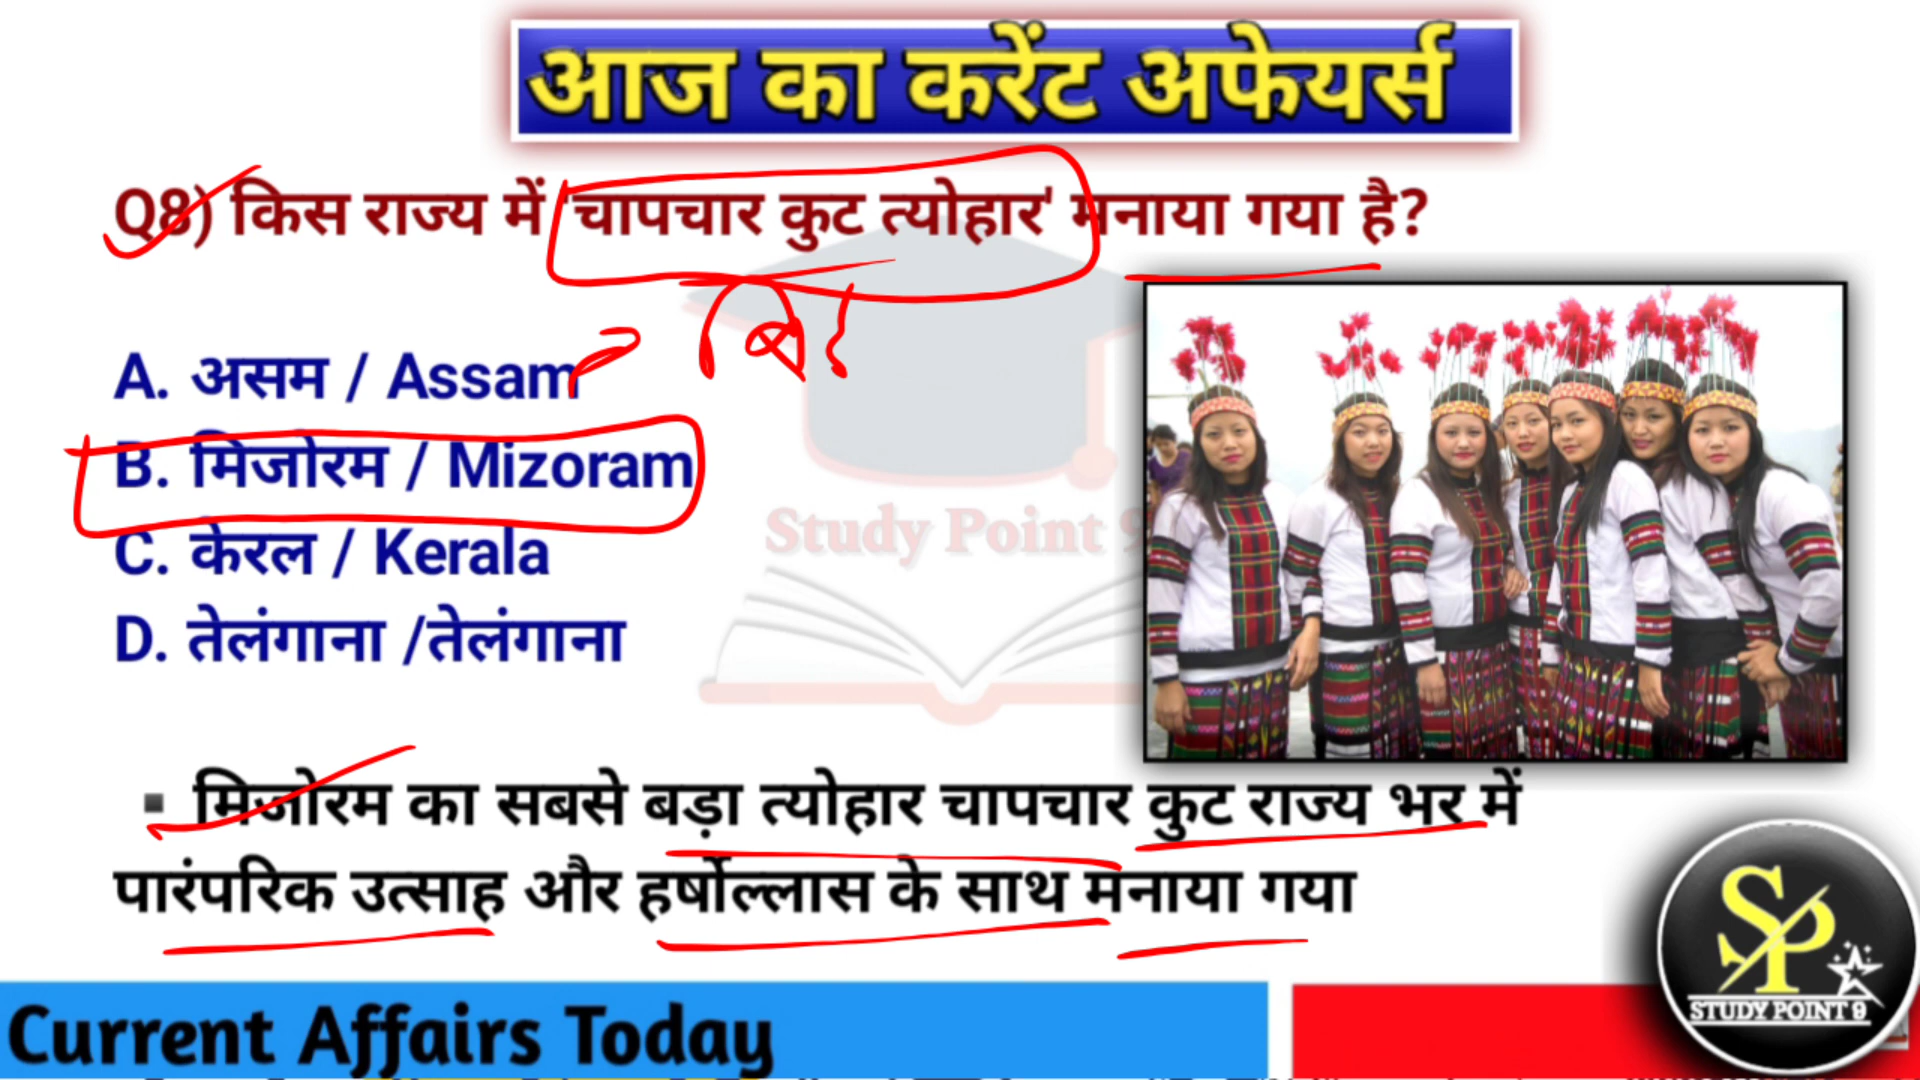 आज का करेंट अफेयर्स
Q8) किस राज्य में 'चापचार कुट त्योहार' मनाया गया है?
A. असम / Assam
B. मिजोरम / Mizoram
C. केरल / Kerala
D. तेलंगाना /तेलंगाना
Study Point 9
▪ मिजोरम का सबसे बड़ा त्योहार चापचार कुट राज्य भर में
पारंपरिक उत्साह और हर्षोल्लास के साथ मनाया गया
SP
STUDY POINT 9
Current Affairs Today